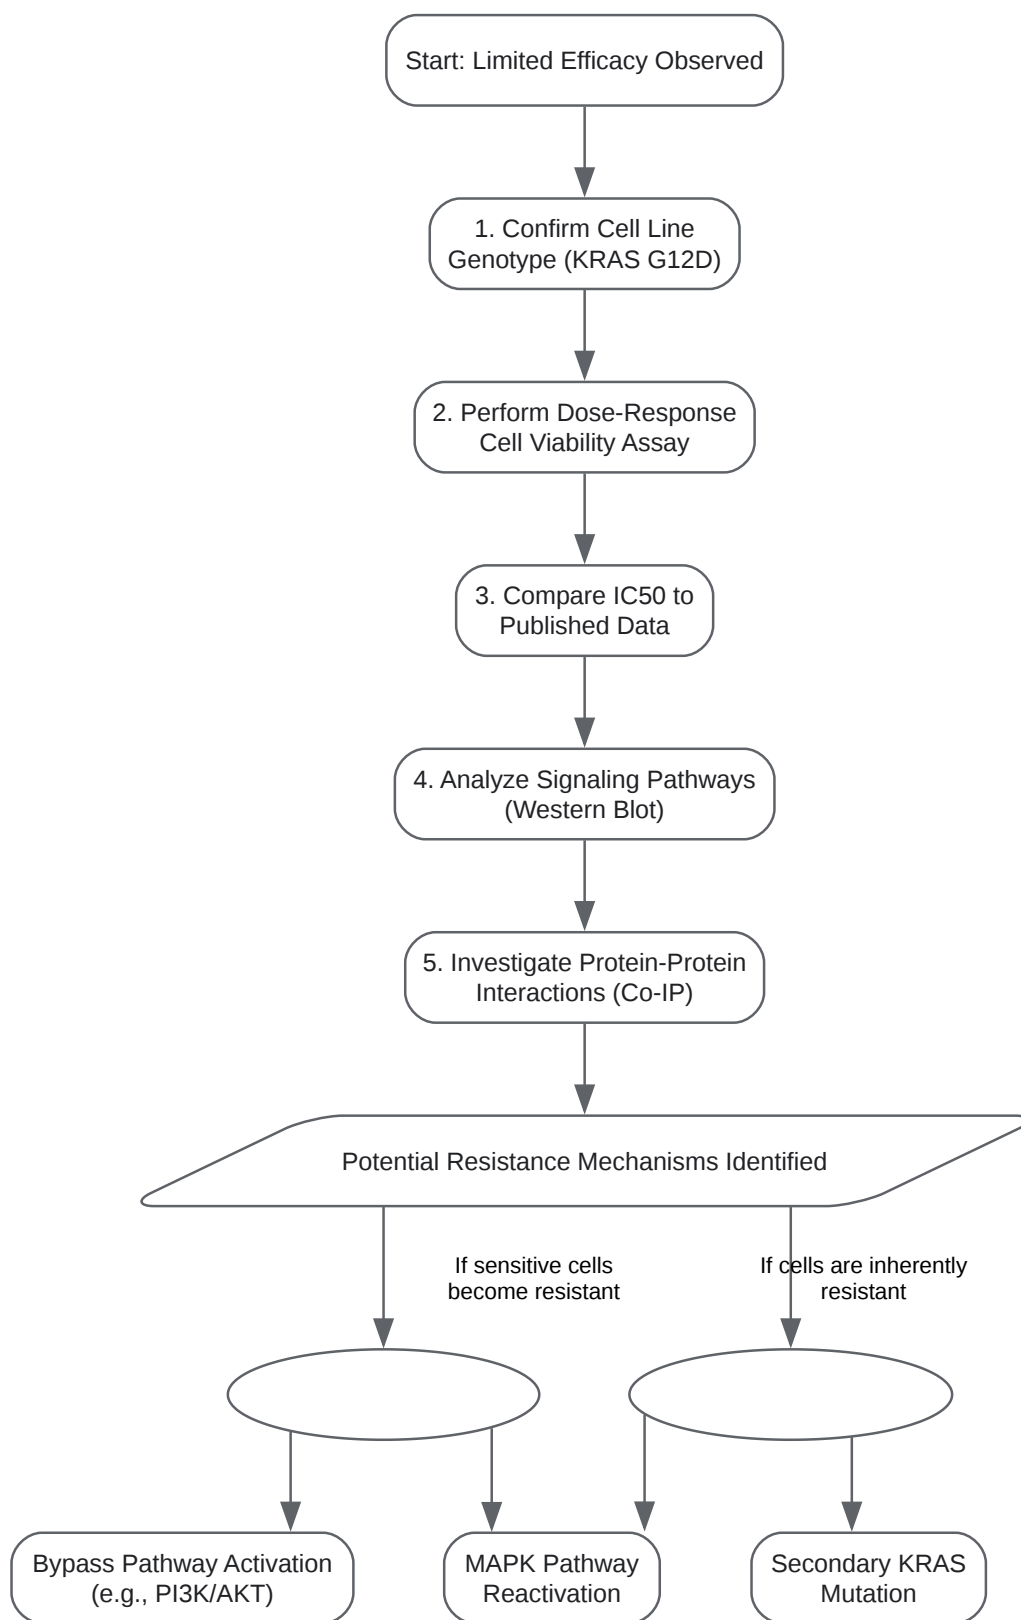 Start: Limited Efficacy Observed
1. Confirm Cell Line
Genotype (KRAS G12D)
2. Perform Dose-Response
Cell Viability Assay
3. Compare IC50 to
Published Data
4. Analyze Signaling Pathways
(Western Blot)
5. Investigate Protein-Protein
Interactions (Co-IP)
Potential Resistance Mechanisms Identified
If sensitive cells
become resistant
If cells are inherently
resistant
Bypass Pathway Activation
(e.g., PI3K/AKT)
MAPK Pathway
Reactivation
Secondary KRAS
Mutation